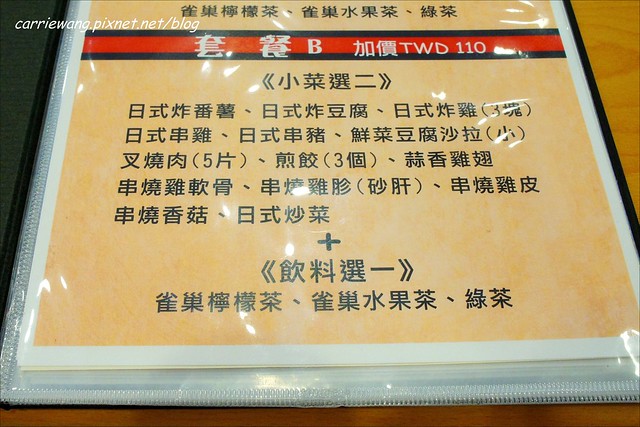 carriewang.pixnet.net/blog
雀巢檸檬茶、雀巢水果茶、綠茶
套餐B 加價TWD 110
《小菜選二》
日式炸番薯、日式炸豆腐、日式炸雞(3塊)
日式串雞、日式串豬、鮮菜豆腐沙拉(小)
叉燒肉(5片)、煎餃(3個)、蒜香雞翅
串燒雞軟骨、串燒雞胗(砂肝)、串燒雞皮
串燒香菇、日式炒菜
+
《飲料選一》
雀巢檸檬茶、雀巢水果茶、綠茶